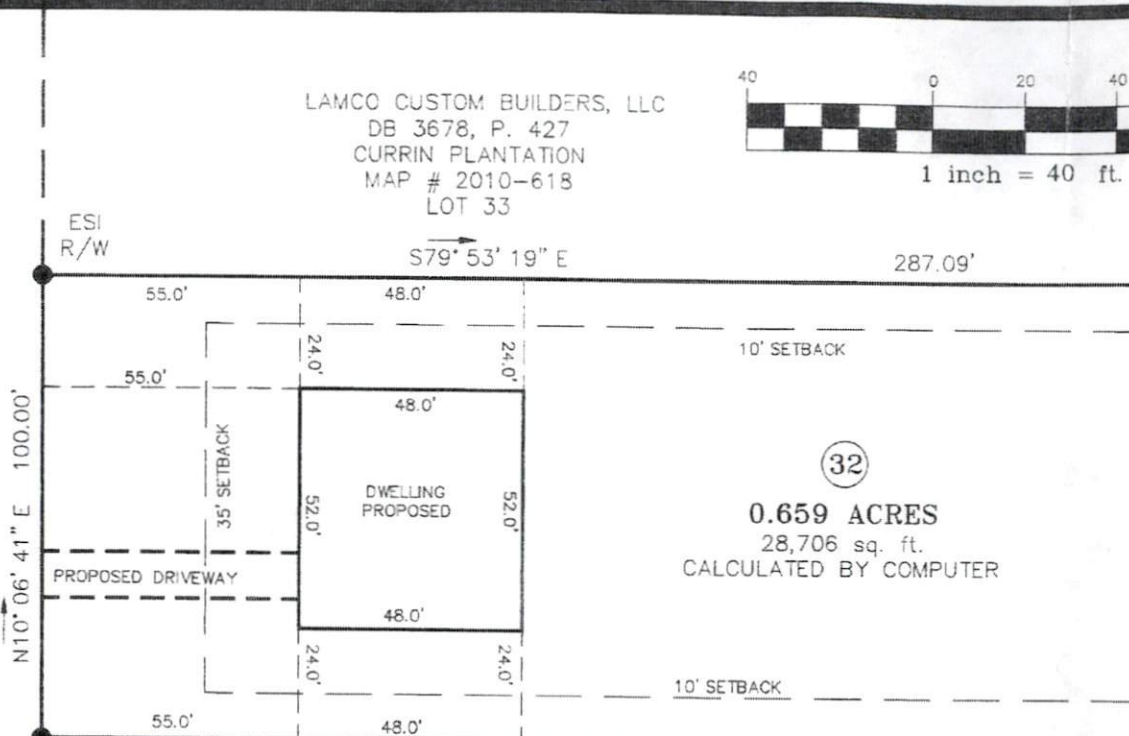 LAMCO CUSTOM BUILDERS, LLC
DB 3678, P. 427
CURRIN PLANTATION
MAP # 2010-618
LOT 33
40 0 20 40
1 inch = 40 ft.
ESI
R/W
S79° 53' 19" E
287.09'
55.0'
48.0'
10' SETBACK
24.0'
24.0'
55.0'
48.0'
N10° 06' 41" E 100.00'
35' SETBACK
52.0'
DWELLING
PROPOSED
52.0'
32
0.659 ACRES
28,706 sq. ft.
CALCULATED BY COMPUTER
PROPOSED DRIVEWAY
48.0'
24.0'
24.0'
10' SETBACK
55.0'
48.0'